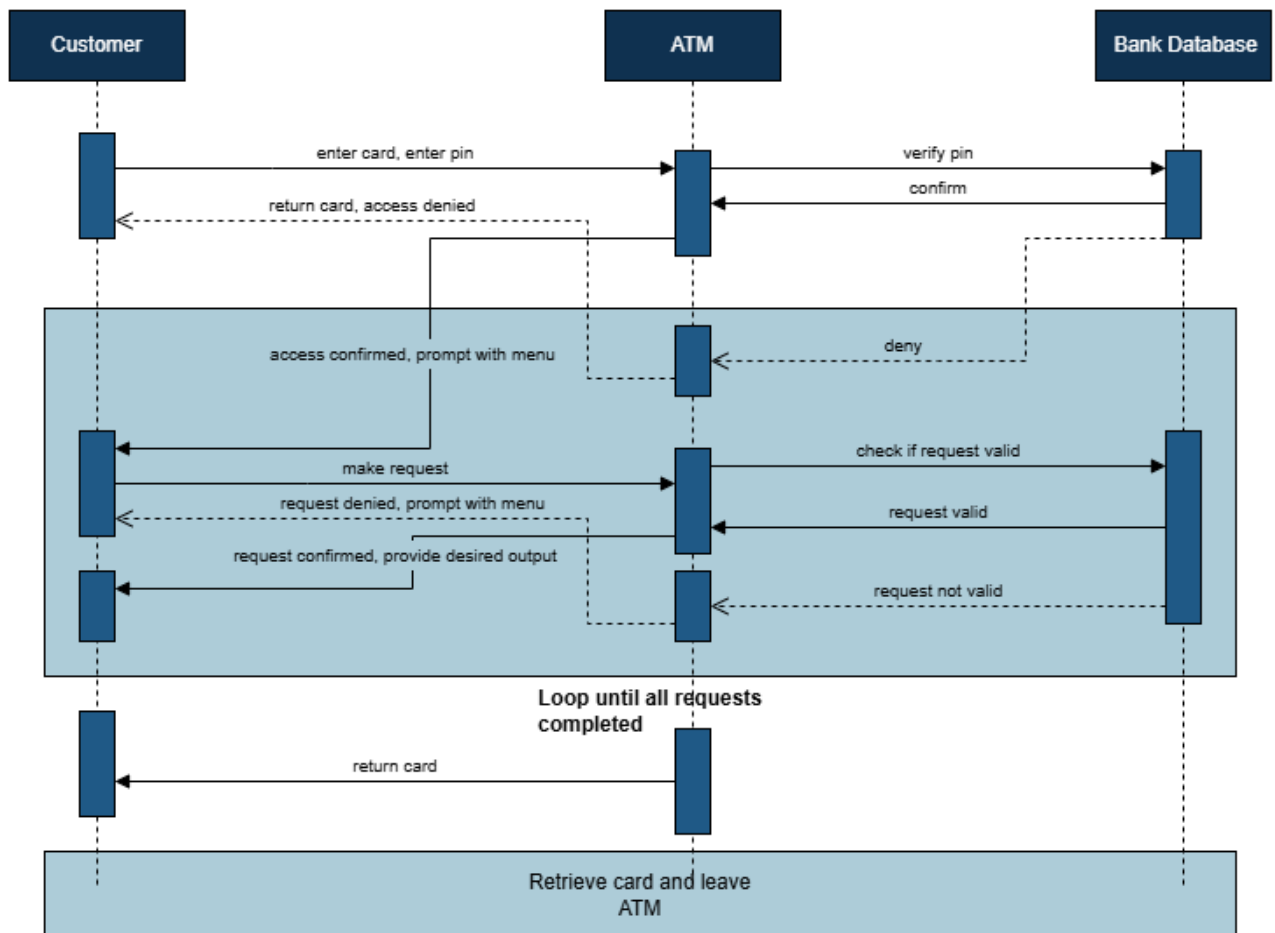 Customer
ATM
Bank Database
enter card, enter pin
verify pin
confirm
return card, access denied
deny
access confirmed, prompt with menu
check if request valid
make request
request denied, prompt with menu
request valid
request confirmed, provide desired output
request not valid
Loop until all requests
completed
return card
Retrieve card and leave
ATM